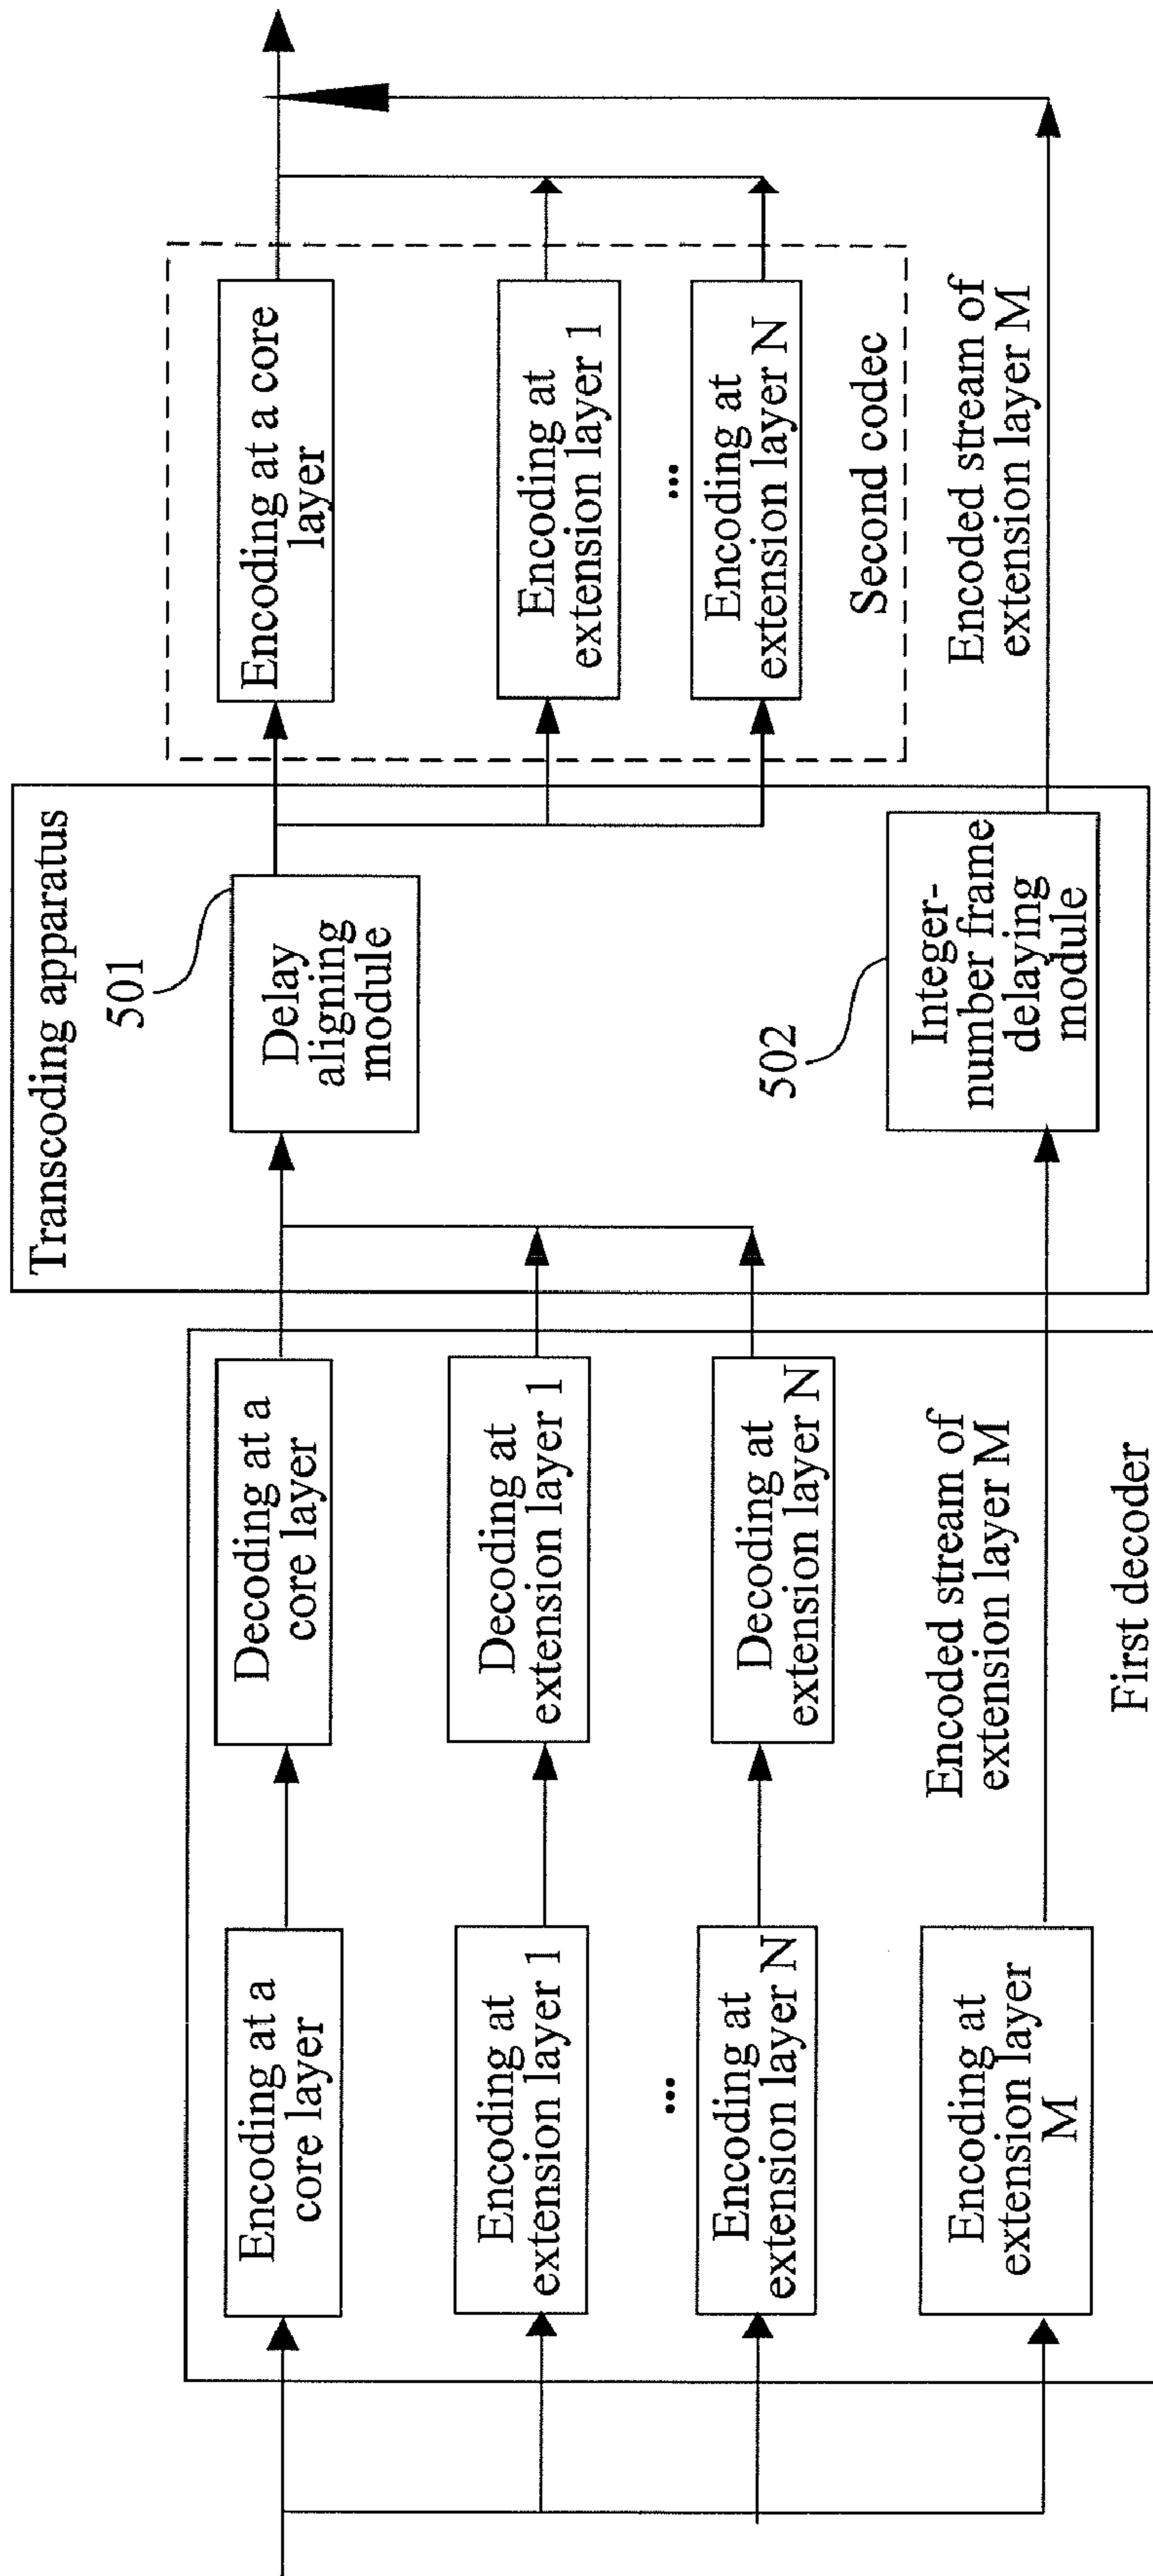 Encoding at a
core layer
Encoding at
extension layer 1
...
Encoding at
extension layer N
Encoding at
extension layer
M
Decoding at a
core layer
Decoding at
extension layer 1
Decoding at
extension layer N
Encoded stream of
extension layer M
First decoder
Transcoding apparatus
501
Delay
aligning
module
502
Integer-
number frame
delaying
module
Encoding at a core
layer
Encoding at
extension layer 1
...
Encoding at
extension layer N
Second codec
Encoded stream of
extension layer M